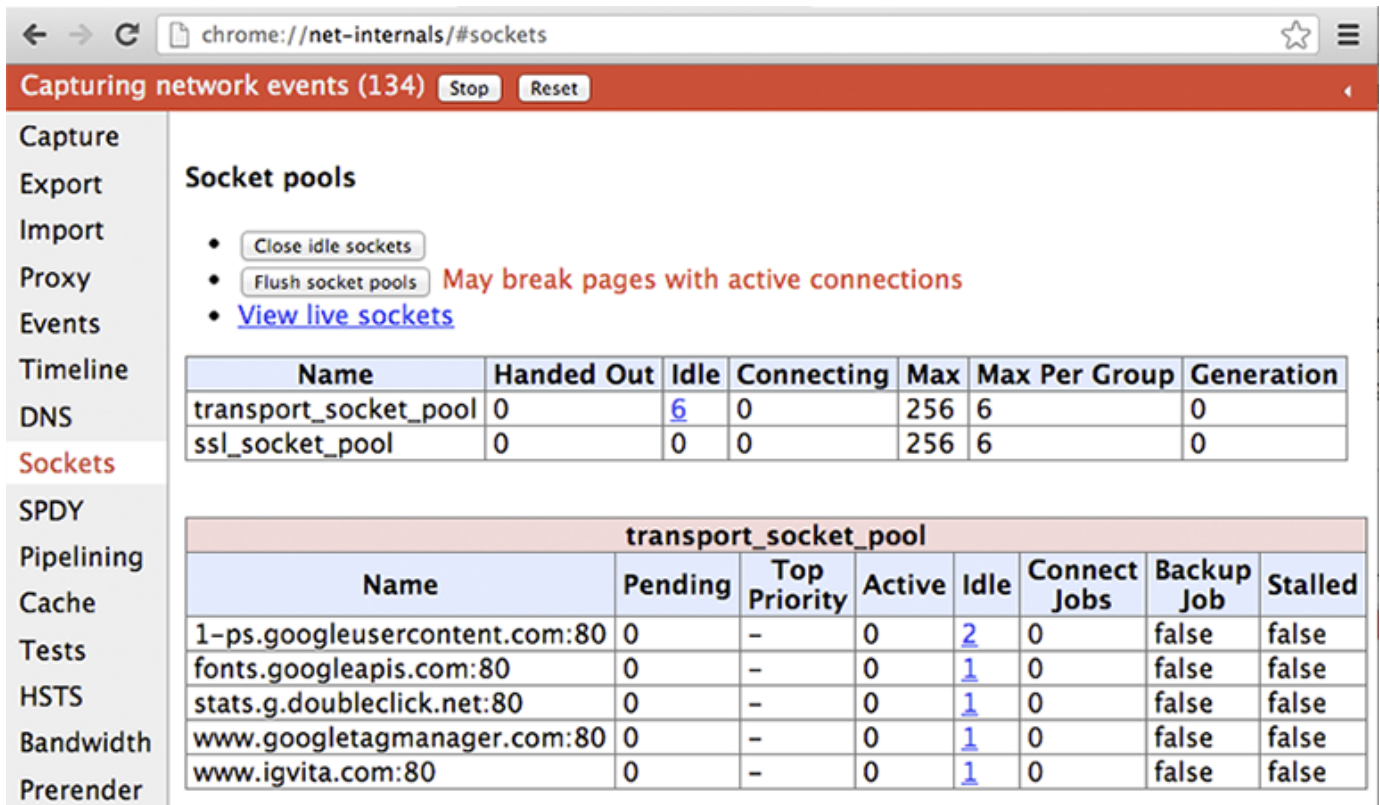 chrome://net-internals/#sockets
Capturing network events (134) Stop Reset
Capture
Export
Import
Proxy
Events
Timeline
DNS
Sockets
SPDY
Pipelining
Cache
Tests
HSTS
Bandwidth
Prerender
Socket pools
• Close idle sockets
• Flush socket pools May break pages with active connections
• View live sockets
Name Handed Out Idle Connecting Max Max Per Group Generation
transport_socket_pool 0 6 0 256 6 0
ssl_socket_pool 0 0 0 256 6 0
transport_socket_pool
Name Pending Top Priority Active Idle Connect Jobs Backup Job Stalled
1-ps.googleusercontent.com:80 0 – 0 2 0 false false
fonts.googleapis.com:80 0 – 0 1 0 false false
stats.g.doubleclick.net:80 0 – 0 1 0 false false
www.googletagmanager.com:80 0 – 0 1 0 false false
www.igvita.com:80 0 – 0 1 0 false false